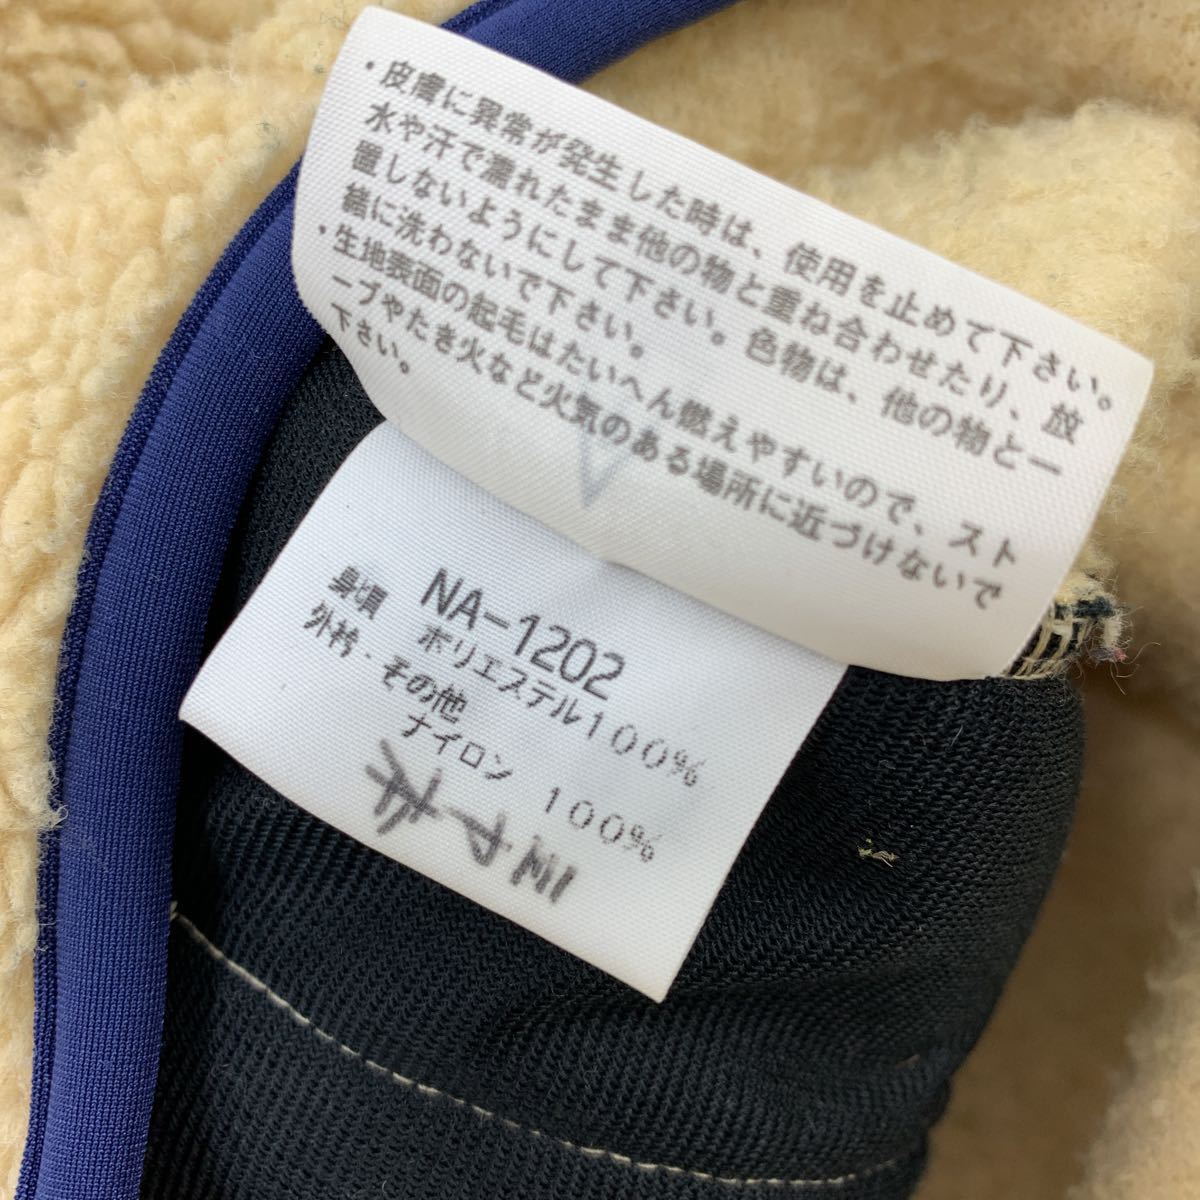 ・皮膚に異常が発生した時は、使用を止めて下さい。
水や汗で濡れたまま他の物と重ね合わせたり、放
置しないようにして下さい。色物は、他の物と一
緒に洗わないで下さい。
・生地表面の起毛はたいへん燃えやすいので、スト
ーブやたき火など火気のある場所に近づけないで
下さい。
NA-1202
身頃 ポリエステル100%
外衿・その他
ナイロン 100%